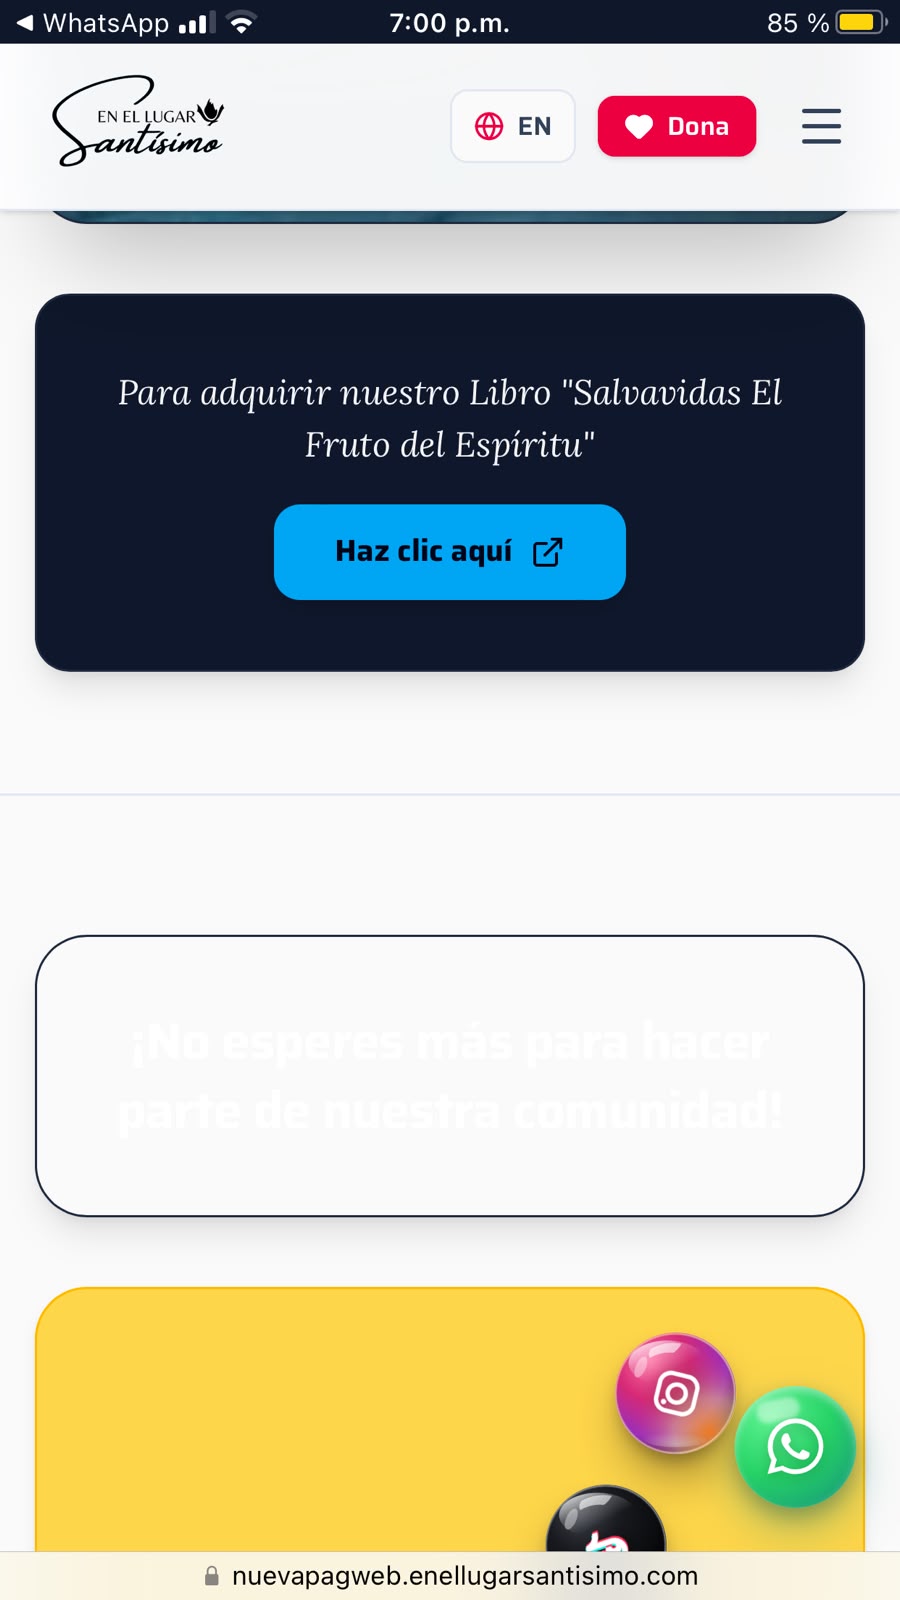 WhatsApp
7:00 p.m.
85 %
EN EL LUGAR
Santísimo
EN
Dona
Para adquirir nuestro Libro "Salvavidas El
Fruto del Espíritu"
Haz clic aquí
¡No esperes más para hacer
parte de nuestra comunidad!
nuevapagweb.enellugarsantisimo.com